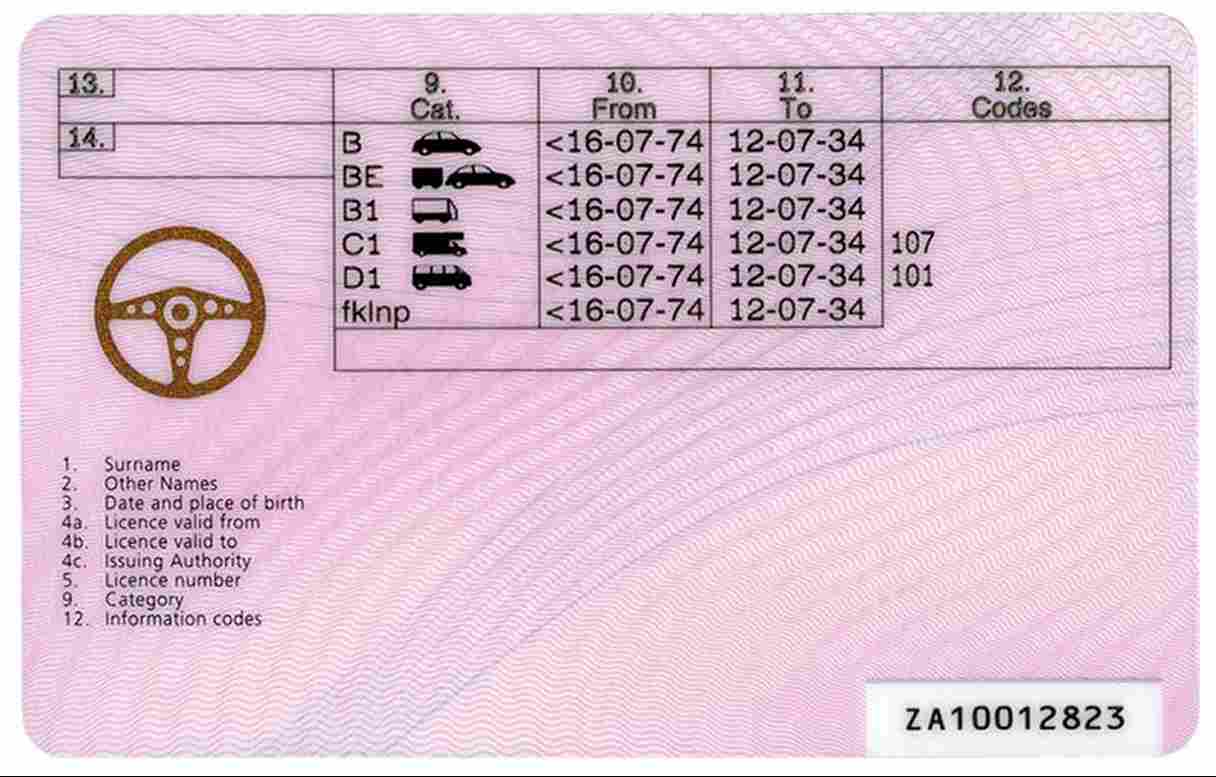 13.
9.
Cat.
10.
From
11.
To
12.
Codes
14.
B <16-07-74 12-07-34
BE <16-07-74 12-07-34
B1 <16-07-74 12-07-34
C1 <16-07-74 12-07-34 107
D1 <16-07-74 12-07-34 101
fklnp <16-07-74 12-07-34
1. Surname
2. Other Names
3. Date and place of birth
4a. Licence valid from
4b. Licence valid to
4c. Issuing Authority
5. Licence number
9. Category
12. Information codes
ZA10012823